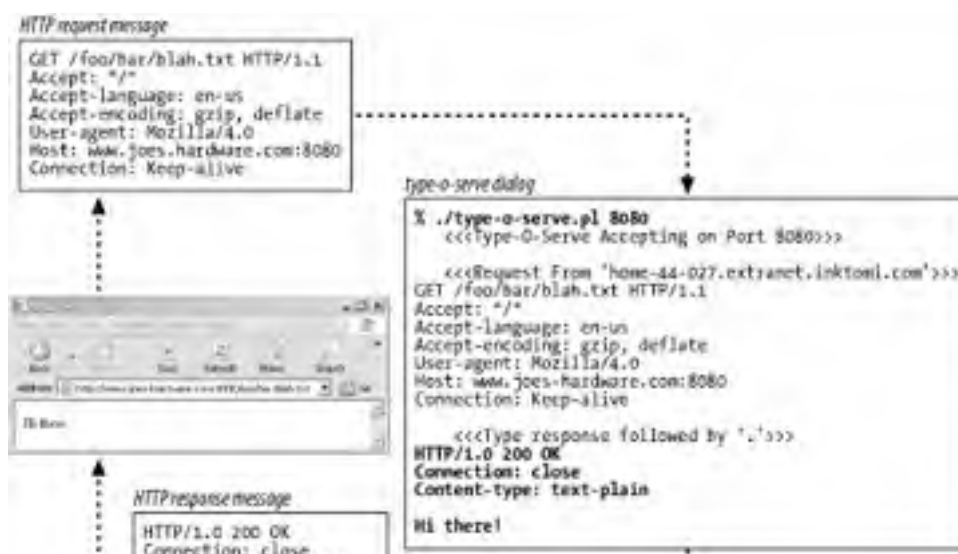 HTTP request message
GET /foo/bar/blah.txt HTTP/1.1
Accept: "/"
Accept-language: en-us
Accept-encoding: gzip, deflate
User-agent: Mozilla/4.0
Host: www.joes.hardware.com:8080
Connection: Keep-alive
type-o-serve dialog
% ./type-o-serve.pl 8080
<<<Type-O-Serve Accepting on Port 8080>>>
<<<Request From 'home-44-027.extranet.inktomi.com'>>>
GET /foo/bar/blah.txt HTTP/1.1
Accept: "/"
Accept-language: en-us
Accept-encoding: gzip, deflate
User-agent: Mozilla/4.0
Host: www.joes-hardware.com:8080
Connection: Keep-alive
<<<Type response followed by '.'>>>
HTTP/1.0 200 OK
Connection: close
Content-type: text-plain
Hi there!
Hi there!
HTTP response message
HTTP/1.0 200 OK
Connection: close